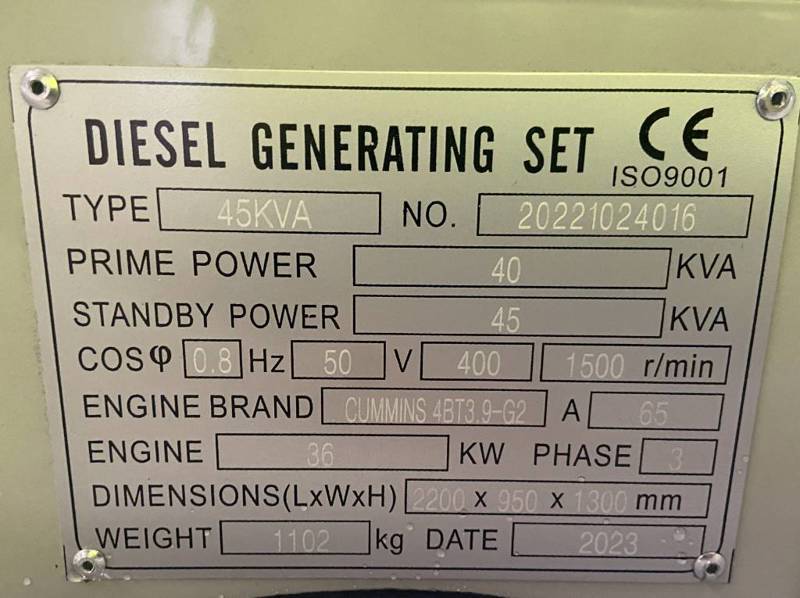 DIESEL GENERATING SET CE
ISO9001
TYPE 45KVA NO. 20221024016
PRIME POWER 40 KVA
STANDBY POWER 45 KVA
COSφ 0.8 Hz 50 V 400 1500 r/min
ENGINE BRAND CUMMINS 4BT3.9-G2 A 65
ENGINE 36 KW PHASE 3
DIMENSIONS(LxWxH) 2200 x 950 x 1300 mm
WEIGHT 1102 kg DATE 2023